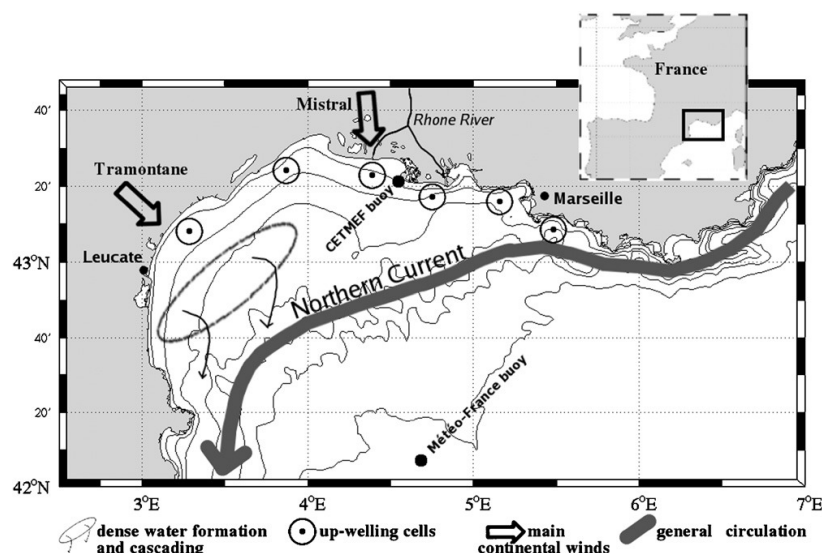 France
Mistral
Rhone River
40'
Tramontane
20'
CETMEF buoy
Marseille
Leucate
43°N
Northern Current
40'
Météo-France buoy
20'
42°N
3°E
4°E
5°E
6°E
7°E
dense water formation
and cascading
up-welling cells
main
continental winds
general circulation